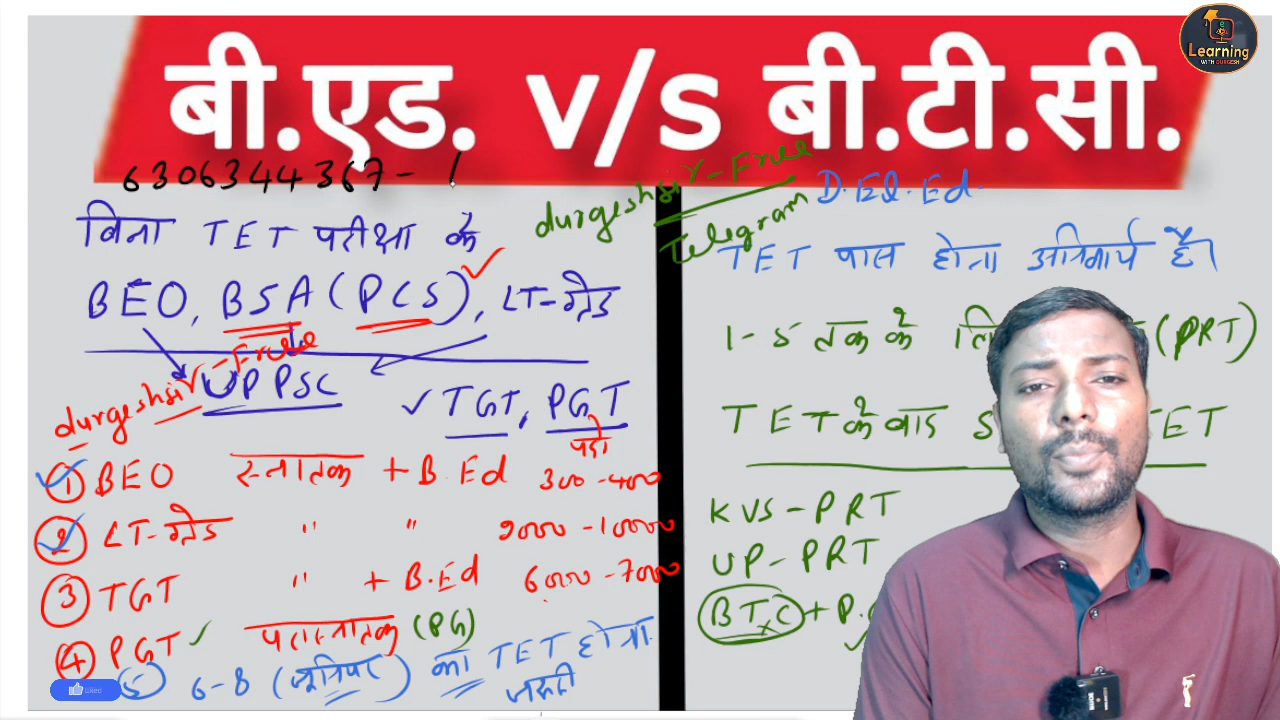 बी.एड. v/s बी.टी.सी.
Learning
WITH DURGESH
6306344367-
durgeshsir-Free
Telegram
D.El.Ed.
बिना TET परीक्षा के
BEO, BSA (PCS), LT-ग्रेड
UPPSC
durgeshsir-Free
✓ TGT, PGT
① BEO स्नातक + B.Ed 300-400
② LT-ग्रेड " " 9000-10000
③ TGT " + B.Ed 6000-7000
④ PGT ✓ परास्नातक (PG)
⑤ 6-8 (जूनियर) का TET होना
जरूरी
Liked
TET पास होना अनिवार्य है।
1-5 तक के (PRT)
TET के बाद S TET
KVS-PRT
UP-PRT
BTC + P.